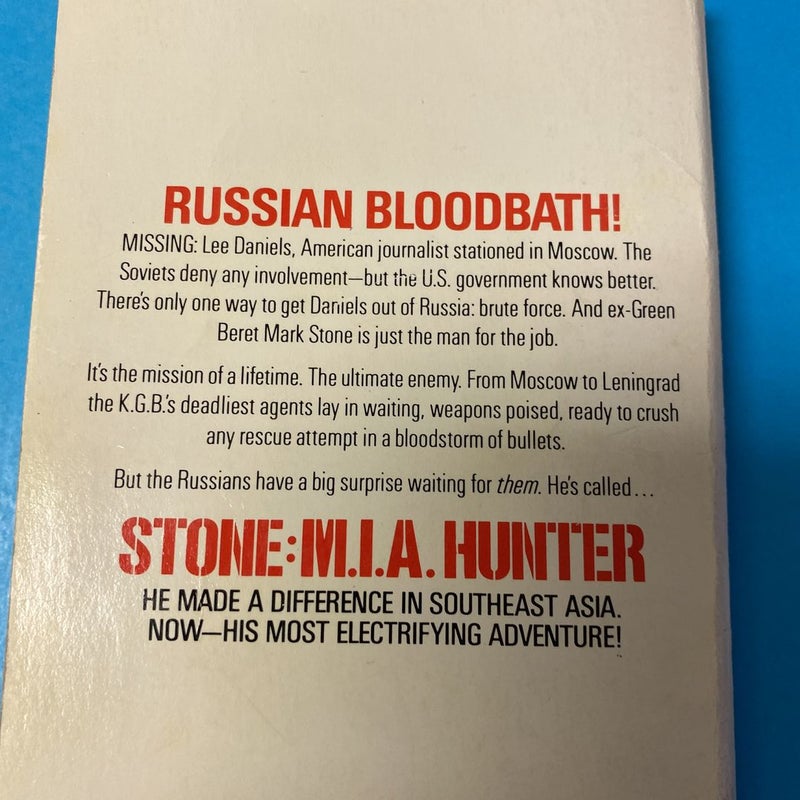 RUSSIAN BLOODBATH!
MISSING: Lee Daniels, American journalist stationed in Moscow. The
Soviets deny any involvement—but the U.S. government knows better.
There's only one way to get Daniels out of Russia: brute force. And ex-Green
Beret Mark Stone is just the man for the job.
It's the mission of a lifetime. The ultimate enemy. From Moscow to Leningrad
the K.G.B.'s deadliest agents lay in waiting, weapons poised, ready to crush
any rescue attempt in a bloodstorm of bullets.
But the Russians have a big surprise waiting for them. He's called...
STONE: M.I.A. HUNTER
HE MADE A DIFFERENCE IN SOUTHEAST ASIA.
NOW—HIS MOST ELECTRIFYING ADVENTURE!